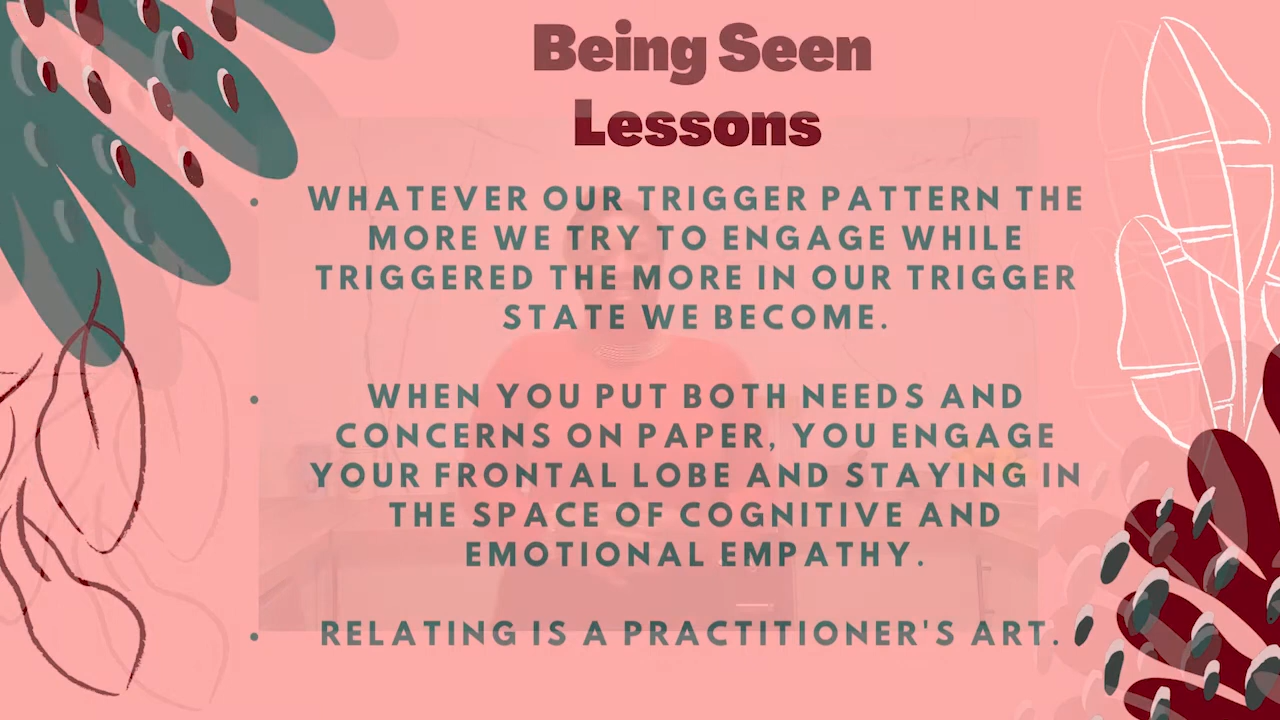 Being Seen
Lessons
• WHATEVER OUR TRIGGER PATTERN THE
MORE WE TRY TO ENGAGE WHILE
TRIGGERED THE MORE IN OUR TRIGGER
STATE WE BECOME.
• WHEN YOU PUT BOTH NEEDS AND
CONCERNS ON PAPER, YOU ENGAGE
YOUR FRONTAL LOBE AND STAYING IN
THE SPACE OF COGNITIVE AND
EMOTIONAL EMPATHY.
• RELATING IS A PRACTITIONER'S ART.